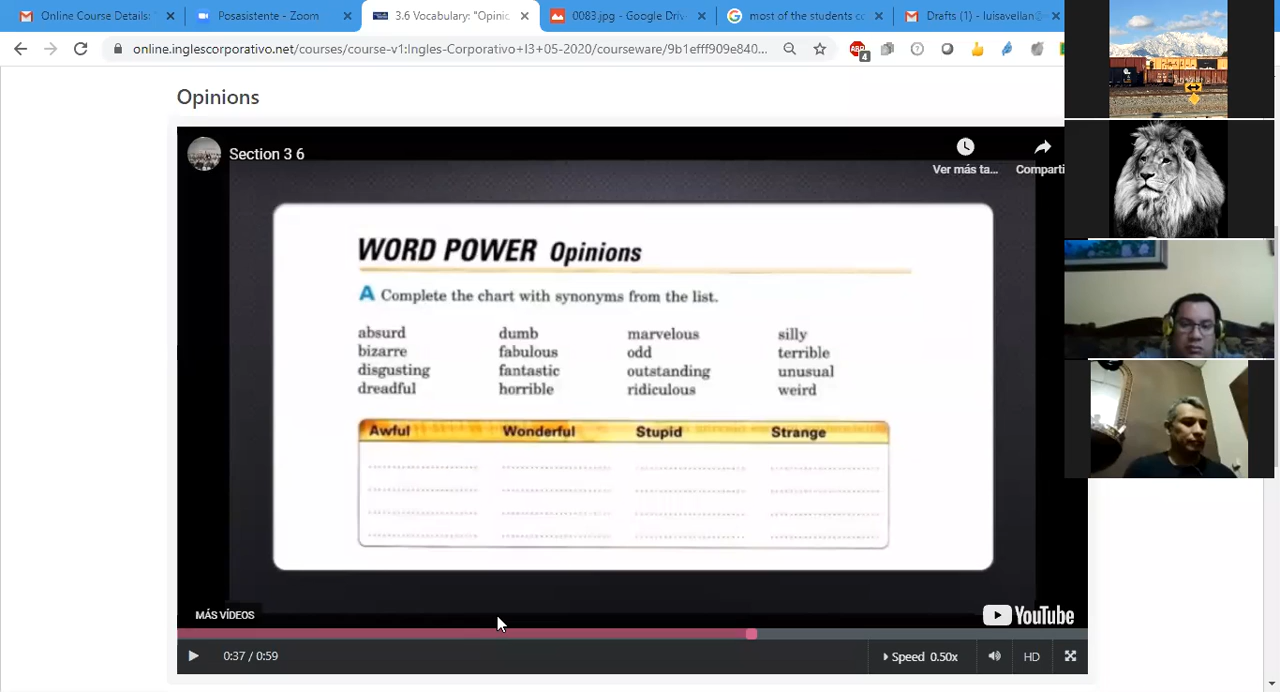 Online Course Details:
Posasistente - Zoom
3.6 Vocabulary: "Opinic
0083.jpg - Google Driv
most of the students co
Drafts (1) - luisavellan
online.inglescorporativo.net/courses/course-v1:Ingles-Corporativo+I3+05-2020/courseware/9b1efff909e840...
ABP
4
Opinions
Section 3 6
Ver más ta...
Comparti
WORD POWER Opinions
A Complete the chart with synonyms from the list.
absurd dumb marvelous silly
bizarre fabulous odd terrible
disgusting fantastic outstanding unusual
dreadful horrible ridiculous weird
Awful Wonderful Stupid Strange
MÁS VÍDEOS
YouTube
0:37 / 0:59
Speed 0.50x
HD